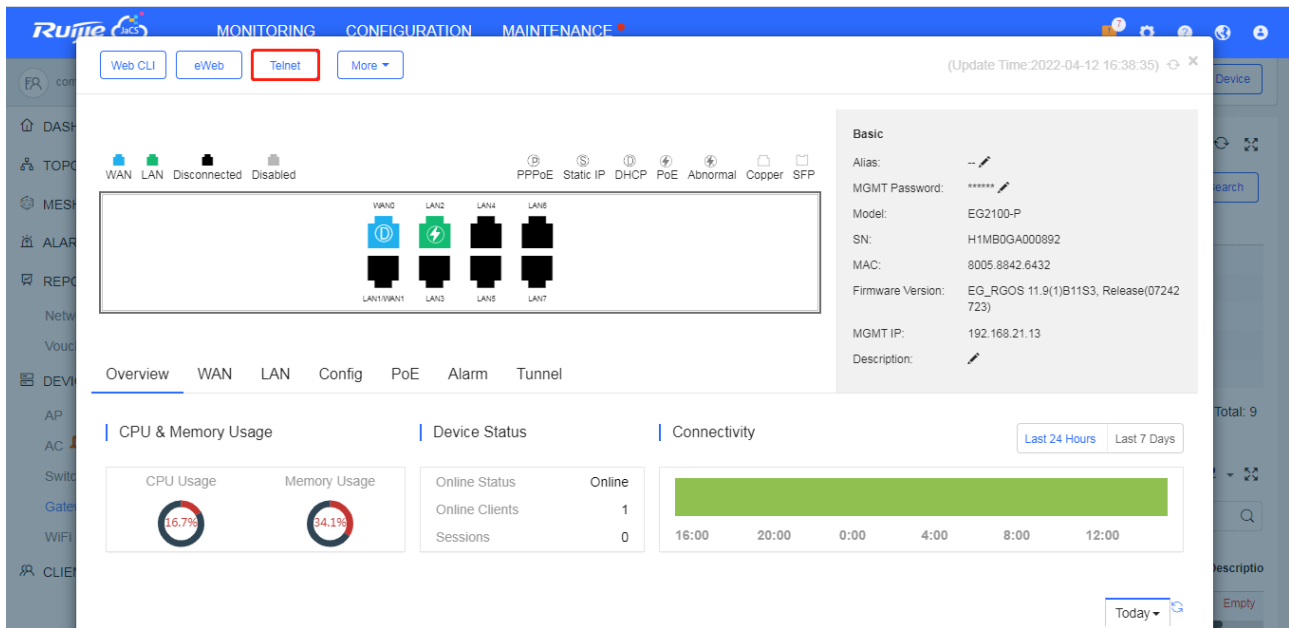 Ruijie JaCS MONITORING CONFIGURATION MAINTENANCE 7
Web CLI eWeb Telnet More (Update Time:2022-04-12 16:38:35) ×
Device
DASH
TOPO
MESH
ALAR
REPO
Netw
Vouc
DEVI
AP
AC
Switc
Gate
WiFi
CLIEN
WAN LAN Disconnected Disabled PPPoE Static IP DHCP PoE Abnormal Copper SFP
WAN0 LAN2 LAN4 LAN6
LAN1/WAN1 LAN3 LAN5 LAN7
Basic
Alias: --
MGMT Password: ******
Model: EG2100-P
SN: H1MB0GA000892
MAC: 8005.8842.6432
Firmware Version: EG_RGOS 11.9(1)B11S3, Release(07242
723)
MGMT IP: 192.168.21.13
Description:
earch
Total: 9
Descriptio
Empty
Overview WAN LAN Config PoE Alarm Tunnel
CPU & Memory Usage
CPU Usage Memory Usage
16.7% 34.1%
Device Status
Online Status Online
Online Clients 1
Sessions 0
Connectivity Last 24 Hours Last 7 Days
16:00 20:00 0:00 4:00 8:00 12:00
Today